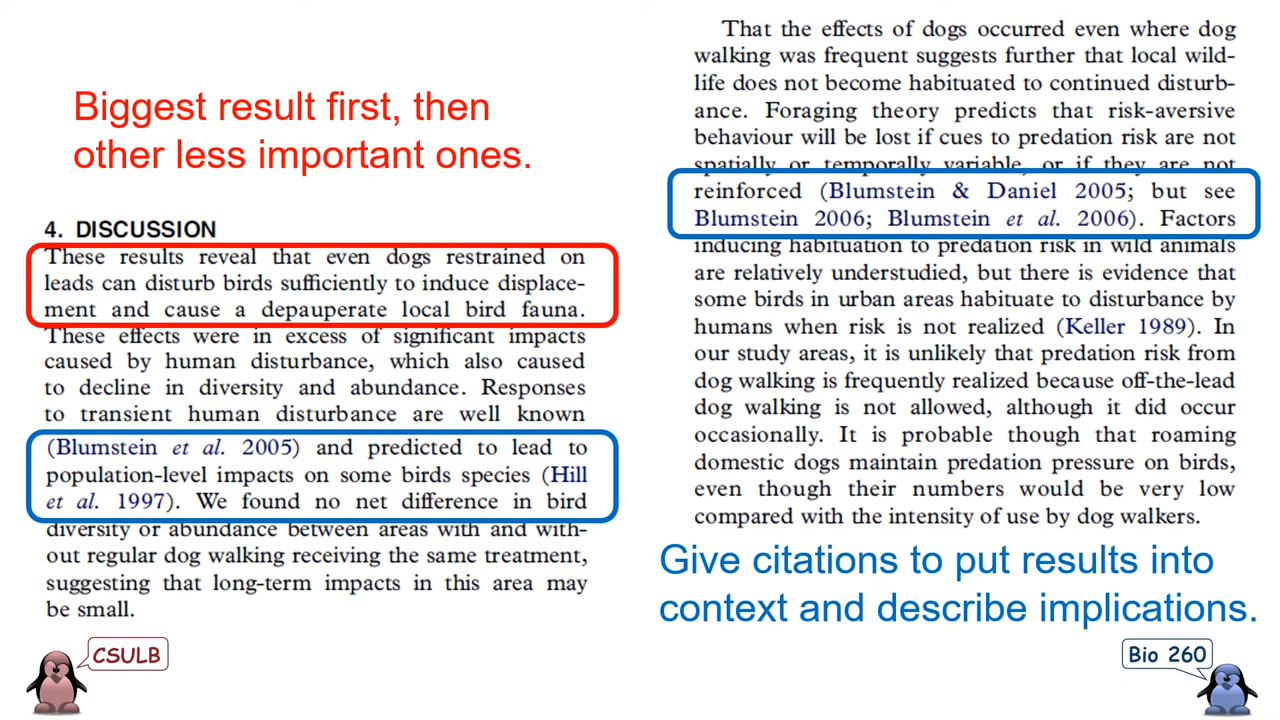 Biggest result first, then
other less important ones.
4. DISCUSSION
These results reveal that even dogs restrained on
leads can disturb birds sufficiently to induce displace-
ment and cause a depauperate local bird fauna.
These effects were in excess of significant impacts
caused by human disturbance, which also caused
to decline in diversity and abundance. Responses
to transient human disturbance are well known
(Blumstein et al. 2005) and predicted to lead to
population-level impacts on some birds species (Hill
et al. 1997). We found no net difference in bird
diversity or abundance between areas with and with-
out regular dog walking receiving the same treatment,
suggesting that long-term impacts in this area may
be small.
That the effects of dogs occurred even where dog
walking was frequent suggests further that local wild-
life does not become habituated to continued disturb-
ance. Foraging theory predicts that risk-aversive
behaviour will be lost if cues to predation risk are not
spatially or temporally variable, or if they are not
reinforced (Blumstein & Daniel 2005; but see
Blumstein 2006; Blumstein et al. 2006). Factors
inducing habituation to predation risk in wild animals
are relatively understudied, but there is evidence that
some birds in urban areas habituate to disturbance by
humans when risk is not realized (Keller 1989). In
our study areas, it is unlikely that predation risk from
dog walking is frequently realized because off-the-lead
dog walking is not allowed, although it did occur
occasionally. It is probable though that roaming
domestic dogs maintain predation pressure on birds,
even though their numbers would be very low
compared with the intensity of use by dog walkers.
Give citations to put results into
context and describe implications.
CSULB
Bio 260